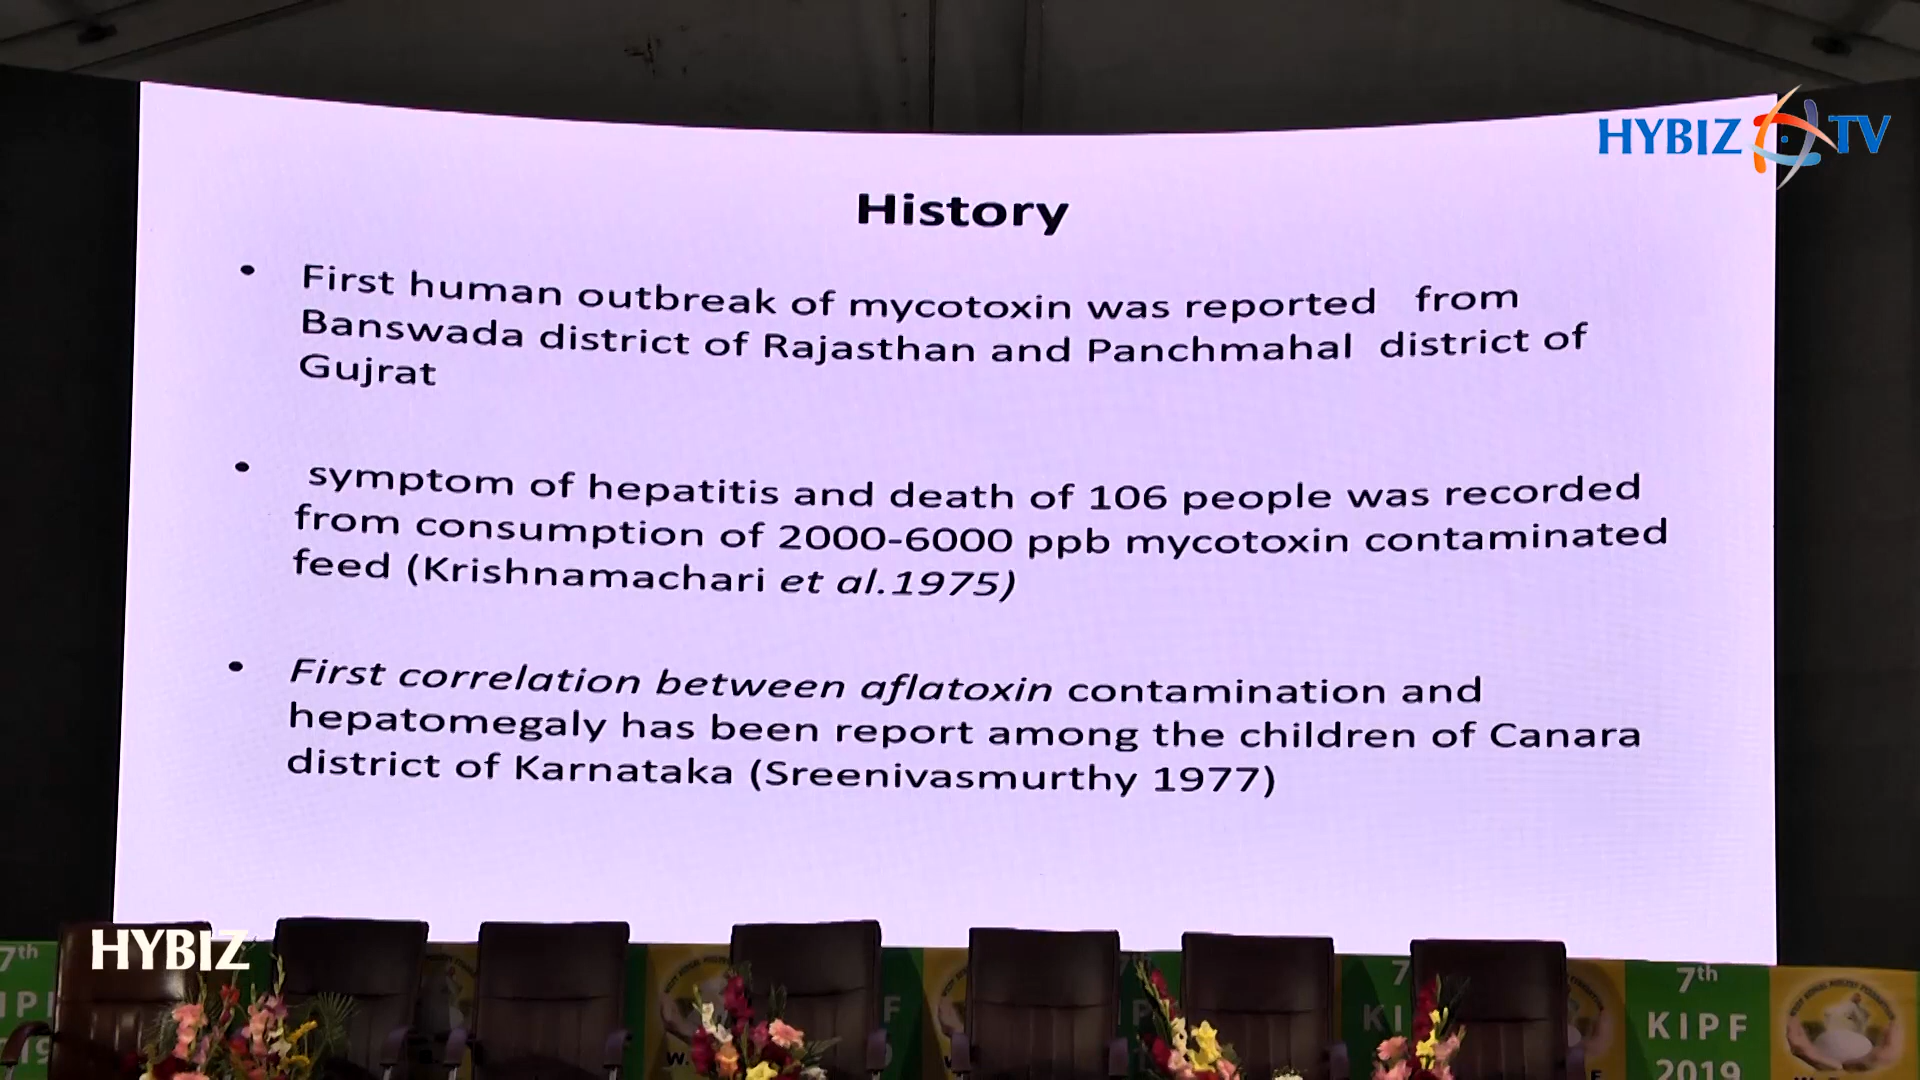 HYBIZ TV
History
• First human outbreak of mycotoxin was reported from
Banswada district of Rajasthan and Panchmahal district of
Gujrat
• symptom of hepatitis and death of 106 people was recorded
from consumption of 2000-6000 ppb mycotoxin contaminated
feed (Krishnamachari et al.1975)
• First correlation between aflatoxin contamination and
hepatomegaly has been report among the children of Canara
district of Karnataka (Sreenivasmurthy 1977)
HYBIZ
7th
7th
KIPF
2019